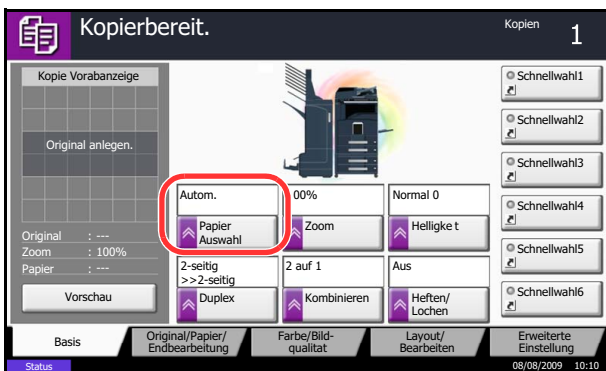 Kopierbereit.
Kopien
1
Kopie Vorabanzeige
Original anlegen.
Original : ---
Zoom : 100%
Papier : ---
Vorschau
Autom.
00%
Normal 0
Papier
Auswahl
Zoom
Helligke t
2-seitig
>>2-seitig
2 auf 1
Aus
Duplex
Kombinieren
Heften/
Lochen
Schnellwahl1
Schnellwahl2
Schnellwahl3
Schnellwahl4
Schnellwahl5
Schnellwahl6
Basis
Original/Papier/
Endbearbeitung
Farbe/Bild-
qualitat
Layout/
Bearbeiten
Erweiterte
Einstellung
Status
08/08/2009 10:10